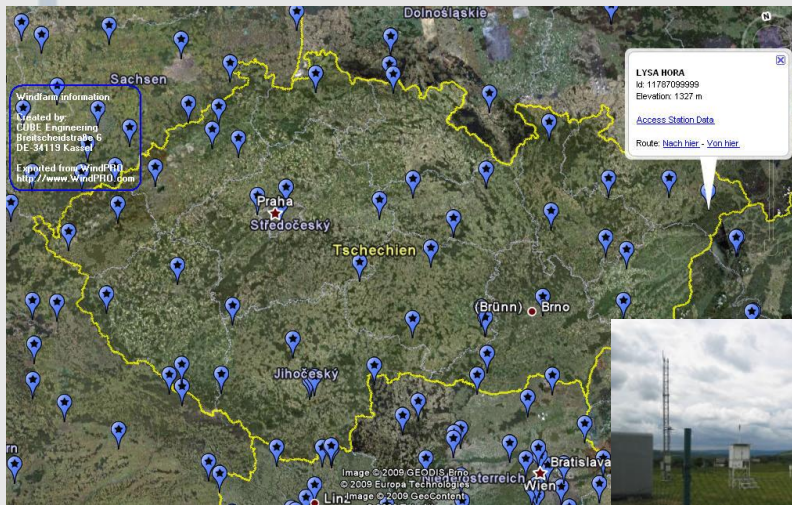 Dolnośląskie
N
Sachsen
LYSA HORA
Id: 11787099999
Elevation: 1327 m
Access Station Data
Route: Nach hier - Von hier
Windfarm information
Created by:
CUBE Engineering
Breitscheidstraße 6
DE-34119 Kassel
Exported from WindPRO
http://www.WindPRO.com
Praha
Středočeský
Tschechien
(Brünn) Brno
Jihočeský
Bratislava
Niederösterreich
Wien
Linz
Image © 2009 GEODIS Brno
© 2009 Europa Technologies
Image © 2009 GeoContent